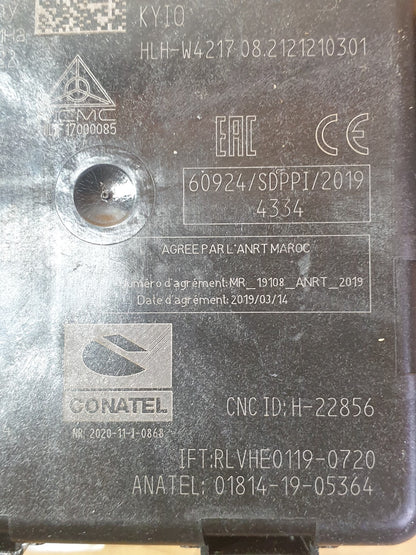 KYIO
HLH-W4217 08.2121210301
CMC
17000085
EAC CE
60924/SDPPI/2019
4334
AGREE PAR L'ANRT MAROC
uméro d'agrément: MR_19108_ANRT_2019
Date d'agrément: 2019/03/14
CONATEL
NR: 2020-11-I-0868
CNC ID: H-22856
IFT:RLVHE0119-0720
ANATEL: 01814-19-05364